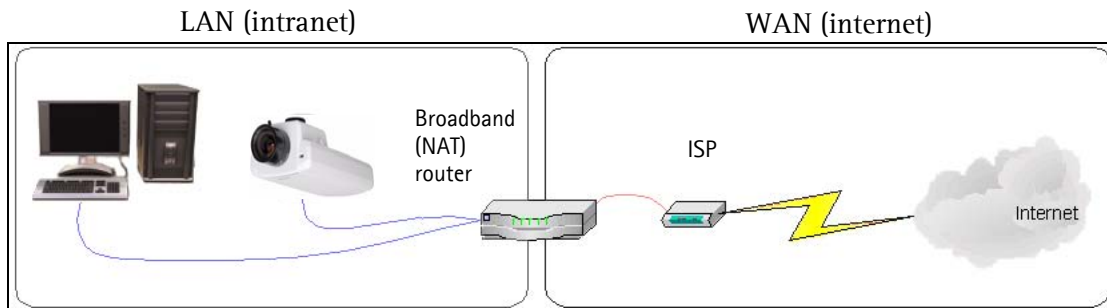 LAN (intranet)
WAN (internet)
Broadband
(NAT)
router
ISP
Internet